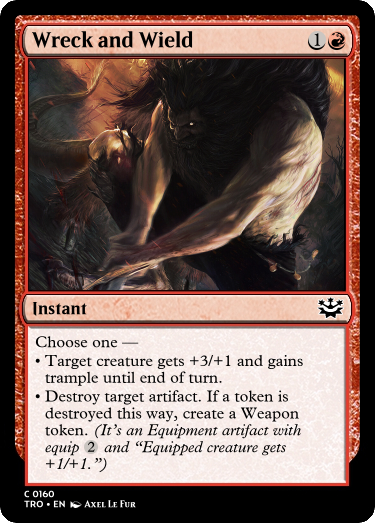 Wreck and Wield 1
Instant
Choose one —
• Target creature gets +3/+1 and gains
trample until end of turn.
• Destroy target artifact. If a token is
destroyed this way, create a Weapon
token. (It’s an Equipment artifact with
equip 2 and “Equipped creature gets
+1/+1.”)
C 0160
TRO • EN Axel Le Fur